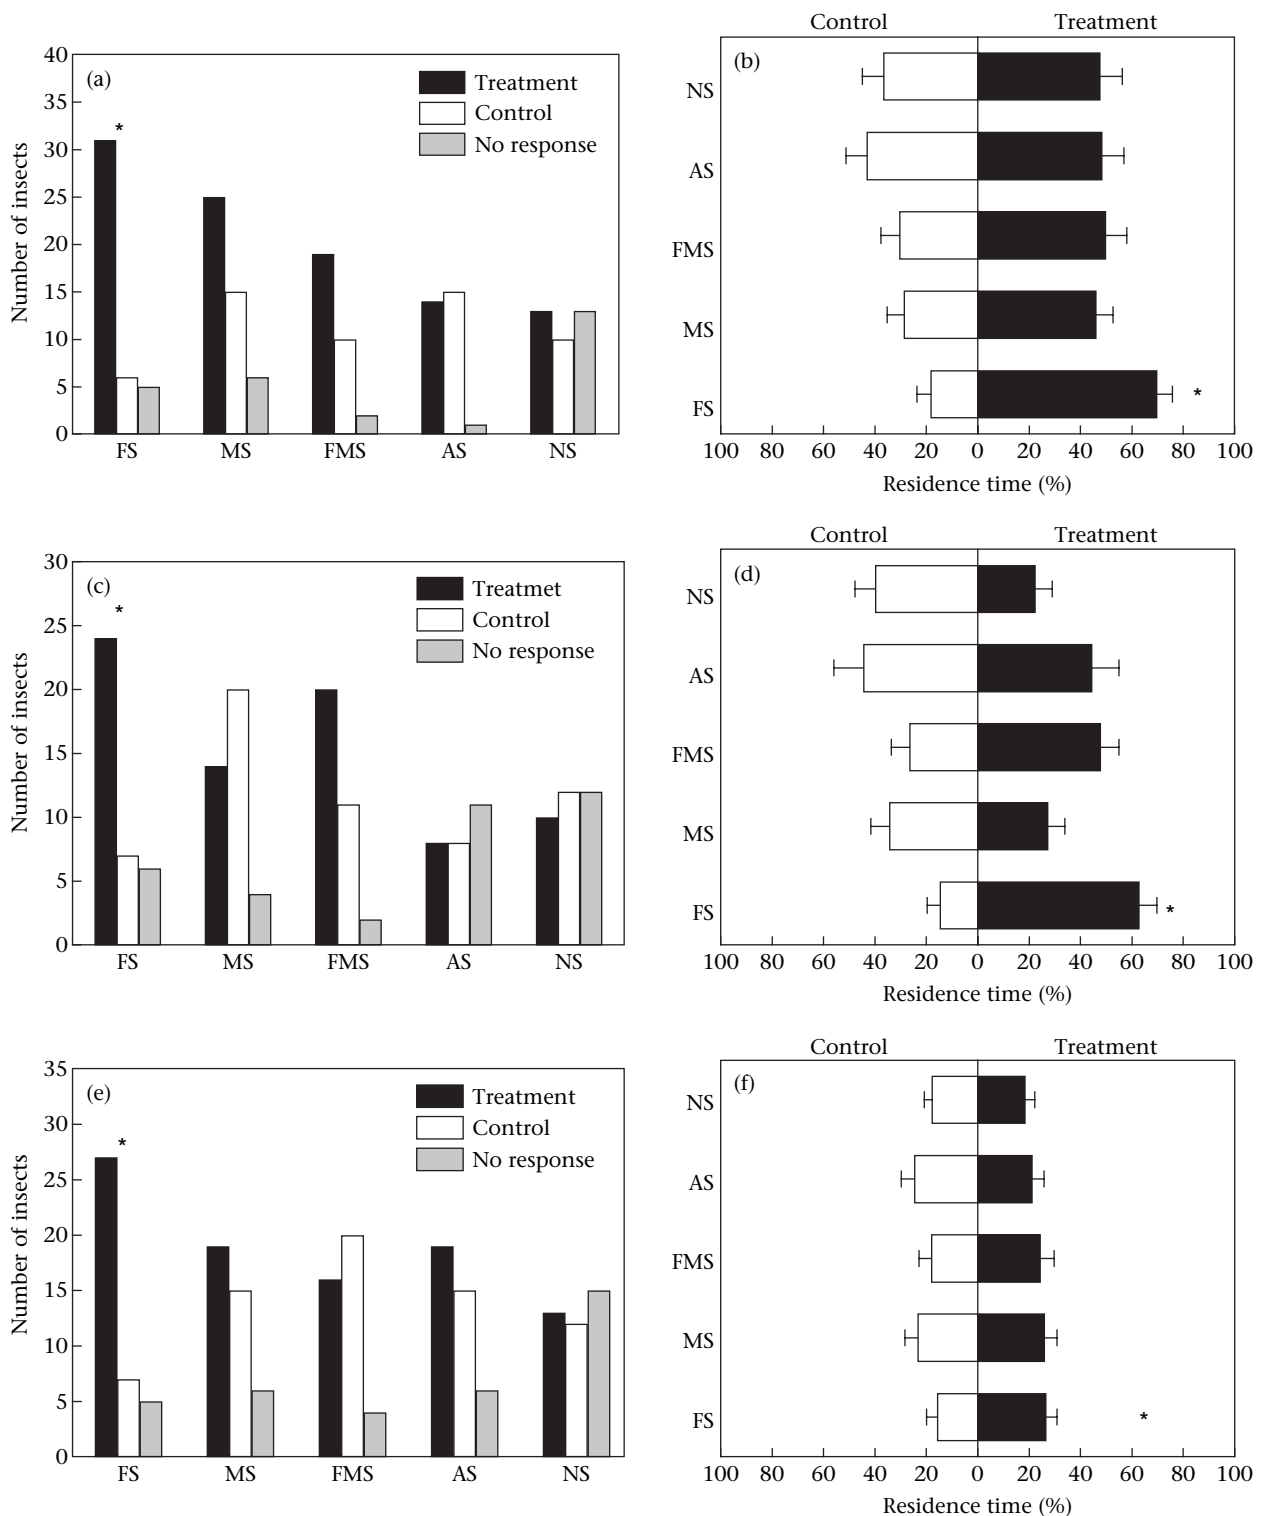 (a)
Treatment
Control
No response
*
Number of insects
40
35
30
25
20
15
10
5
0
FS MS FMS AS NS
Control Treatment
(b)
NS
AS
FMS
MS
FS
*
100 80 60 40 20 0 20 40 60 80 100
Residence time (%)
(c)
Treatmet
Control
No response
*
Number of insects
30
25
20
15
10
5
0
FS MS FMS AS NS
Control Treatment
(d)
NS
AS
FMS
MS
FS
*
100 80 60 40 20 0 20 40 60 80 100
Residence time (%)
(e)
Treatment
Control
No response
*
Number of insects
35
30
25
20
15
10
5
0
FS MS FMS AS NS
Control Treatment
(f)
NS
AS
FMS
MS
FS
*
100 80 60 40 20 0 20 40 60 80 100
Residence time (%)